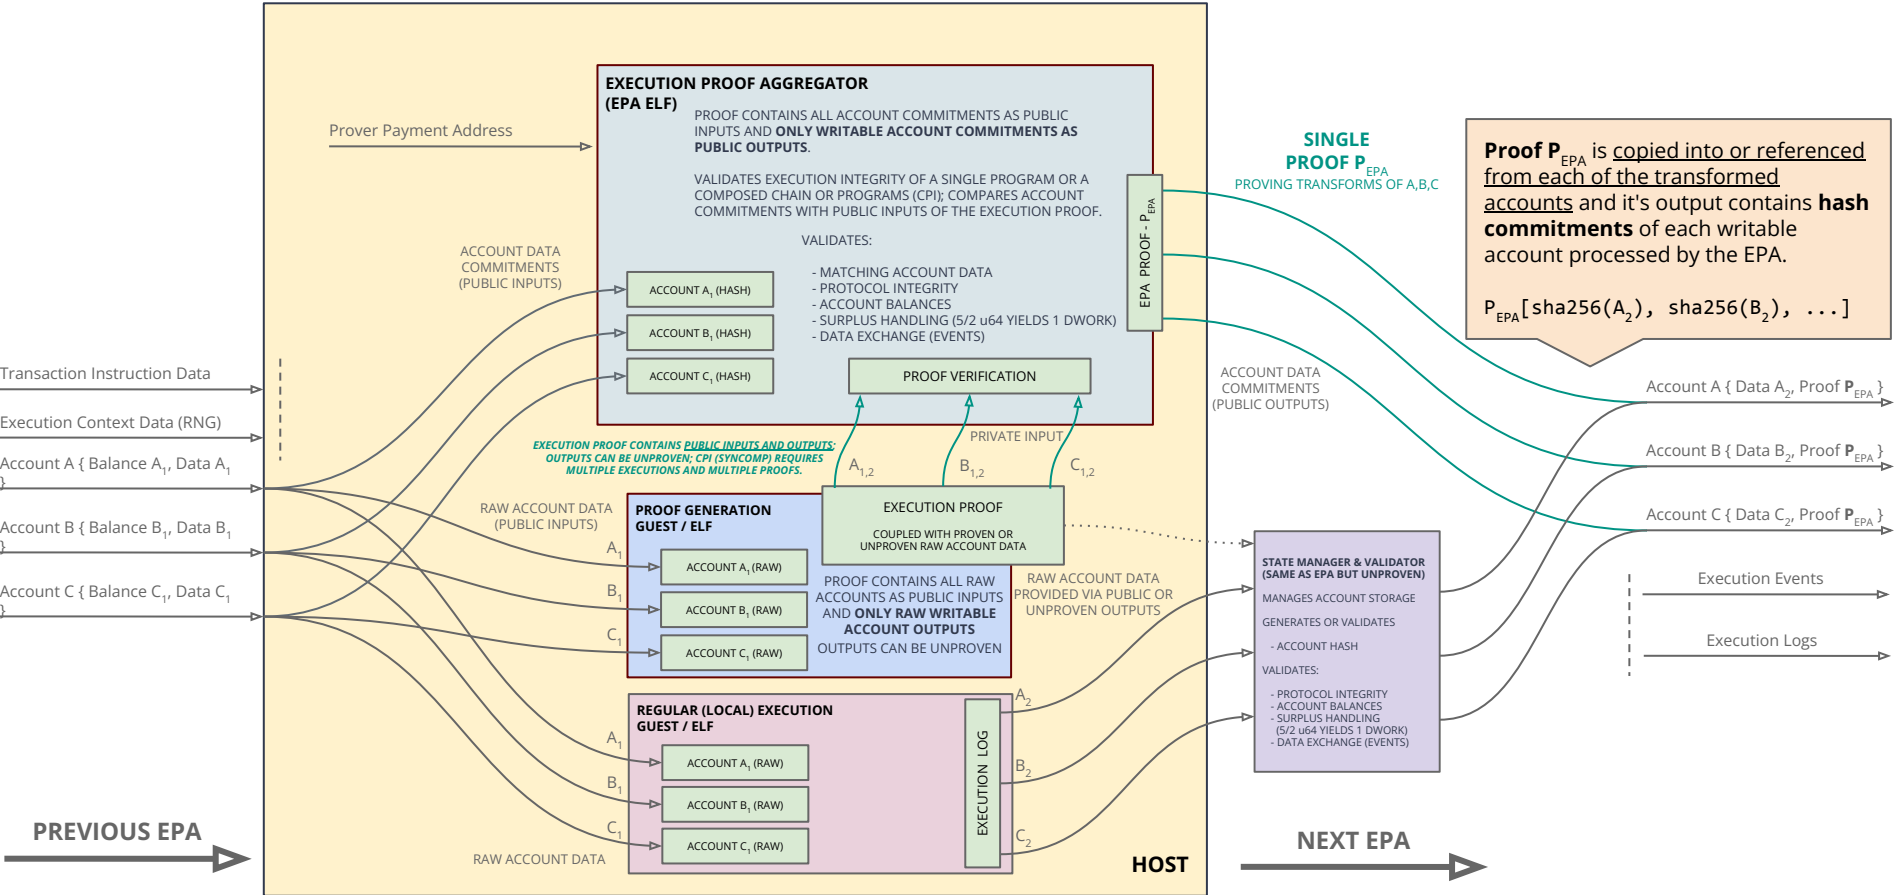 EXECUTION PROOF AGGREGATOR
(EPA ELF)
PROOF CONTAINS ALL ACCOUNT COMMITMENTS AS PUBLIC
INPUTS AND ONLY WRITABLE ACCOUNT COMMITMENTS AS
PUBLIC OUTPUTS.
VALIDATES EXECUTION INTEGRITY OF A SINGLE PROGRAM OR A
COMPOSED CHAIN OR PROGRAMS (CPI); COMPARES ACCOUNT
COMMITMENTS WITH PUBLIC INPUTS OF THE EXECUTION PROOF.
VALIDATES:
- MATCHING ACCOUNT DATA
- PROTOCOL INTEGRITY
- ACCOUNT BALANCES
- SURPLUS HANDLING (5/2 u64 YIELDS 1 DWORK)
- DATA EXCHANGE (EVENTS)
Prover Payment Address
ACCOUNT DATA
COMMITMENTS
(PUBLIC INPUTS)
ACCOUNT A1 (HASH)
ACCOUNT B1 (HASH)
ACCOUNT C1 (HASH)
PROOF VERIFICATION
EPA PROOF - PEPA
SINGLE
PROOF PEPA
PROVING TRANSFORMS OF A,B,C
Proof PEPA is copied into or referenced
from each of the transformed
accounts and it's output contains hash
commitments of each writable
account processed by the EPA.
PEPA[sha256(A2), sha256(B2), ...]
Transaction Instruction Data
Execution Context Data (RNG)
Account A { Balance A1, Data A1
}
Account B { Balance B1, Data B1
}
Account C { Balance C1, Data C1
}
EXECUTION PROOF CONTAINS PUBLIC INPUTS AND OUTPUTS;
OUTPUTS CAN BE UNPROVEN; CPI (SYNCOMP) REQUIRES
MULTIPLE EXECUTIONS AND MULTIPLE PROOFS.
PRIVATE INPUT
A1,2
B1,2
C1,2
ACCOUNT DATA
COMMITMENTS
(PUBLIC OUTPUTS)
Account A { Data A2, Proof PEPA }
Account B { Data B2, Proof PEPA }
Account C { Data C2, Proof PEPA }
RAW ACCOUNT DATA
(PUBLIC INPUTS)
PROOF GENERATION
GUEST / ELF
EXECUTION PROOF
COUPLED WITH PROVEN OR
UNPROVEN RAW ACCOUNT DATA
A1
B1
C1
ACCOUNT A1 (RAW)
ACCOUNT B1 (RAW)
ACCOUNT C1 (RAW)
PROOF CONTAINS ALL RAW
ACCOUNTS AS PUBLIC INPUTS
AND ONLY RAW WRITABLE
ACCOUNT OUTPUTS
OUTPUTS CAN BE UNPROVEN
RAW ACCOUNT DATA
PROVIDED VIA PUBLIC OR
UNPROVEN OUTPUTS
STATE MANAGER & VALIDATOR
(SAME AS EPA BUT UNPROVEN)
MANAGES ACCOUNT STORAGE
GENERATES OR VALIDATES
- ACCOUNT HASH
VALIDATES:
- PROTOCOL INTEGRITY
- ACCOUNT BALANCES
- SURPLUS HANDLING
(5/2 u64 YIELDS 1 DWORK)
- DATA EXCHANGE (EVENTS)
Execution Events
Execution Logs
REGULAR (LOCAL) EXECUTION
GUEST / ELF
A1
B1
C1
ACCOUNT A1 (RAW)
ACCOUNT B1 (RAW)
ACCOUNT C1 (RAW)
EXECUTION LOG
A2
B2
C2
RAW ACCOUNT DATA
PREVIOUS EPA
HOST
NEXT EPA